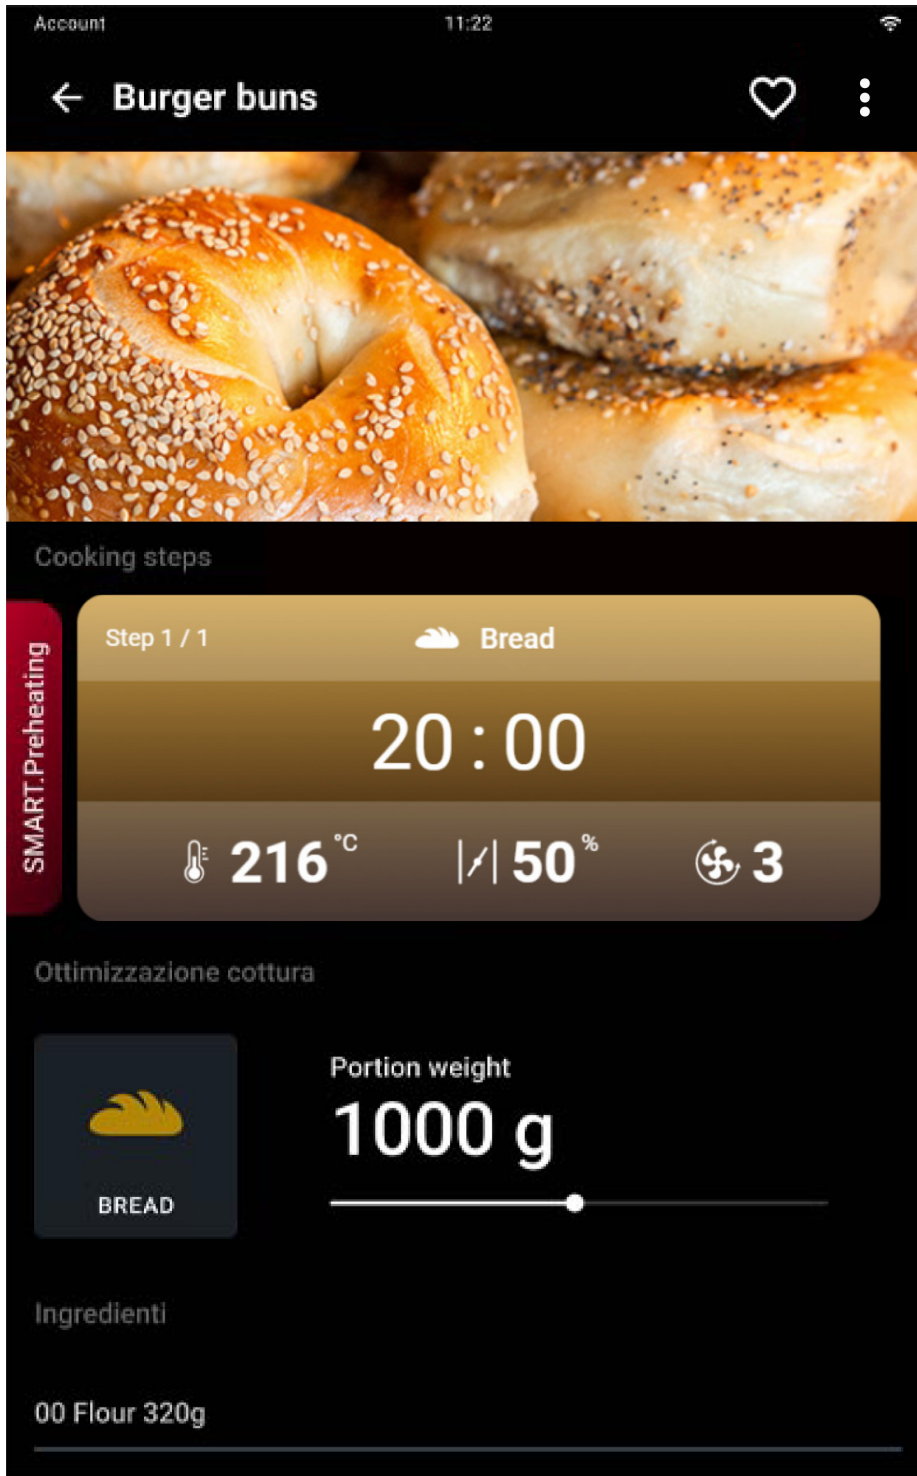 Account 11:22
Burger buns
Cooking steps
SMART.Preheating
Step 1 / 1 Bread
20 : 00
216 °C 50 % 3
Ottimizzazione cottura
Portion weight
1000 g
BREAD
Ingredienti
00 Flour 320g